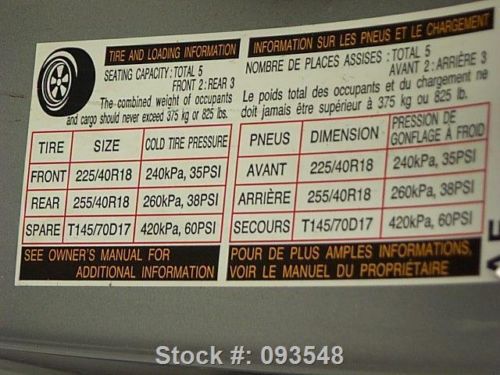 TIRE AND LOADING INFORMATION
SEATING CAPACITY: TOTAL 5
FRONT 2: REAR 3
The combined weight of occupants
and cargo should never exceed 375 kg or 825 lb.
TIRE SIZE COLD TIRE PRESSURE
FRONT 225/40R18 240kPa, 35PSI
REAR 255/40R18 260kPa, 38PSI
SPARE T145/70D17 420kPa, 60PSI
SEE OWNER'S MANUAL FOR
ADDITIONAL INFORMATION
INFORMATION SUR LES PNEUS ET LE CHARGEMENT
NOMBRE DE PLACES ASSISES : TOTAL 5
AVANT 2 : ARRIÈRE 3
Le poids total des occupants et du chargement ne
doit jamais être supérieur à 375 kg ou 825 lb.
PNEUS DIMENSION PRESSION DE
GONFLAGE À FROID
AVANT 225/40R18 240kPa, 35PSI
ARRIÈRE 255/40R18 260kPa, 38PSI
SECOURS T145/70D17 420kPa, 60PSI
POUR DE PLUS AMPLES INFORMATIONS,
VOIR LE MANUEL DU PROPRIÉTAIRE
Stock #: 093548